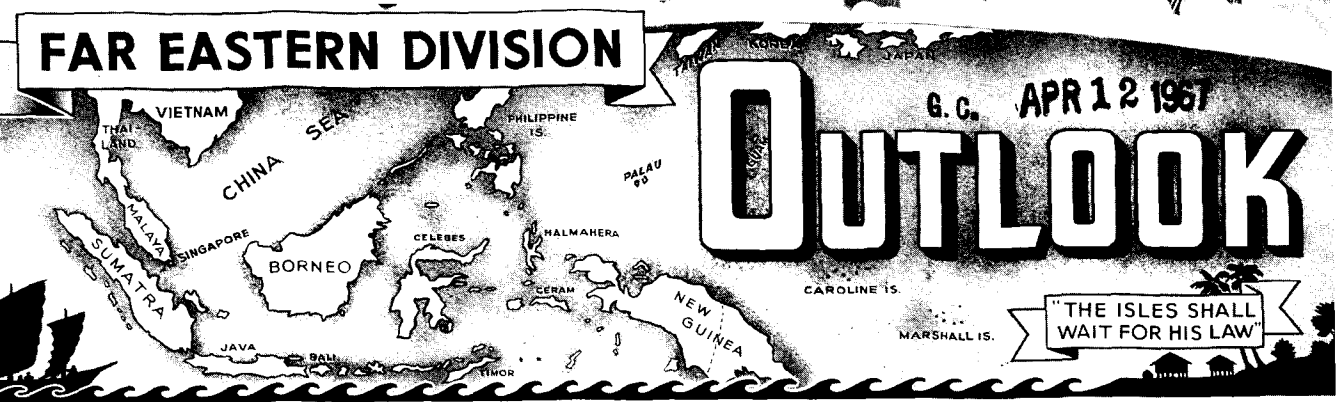 FAR EASTERN DIVISION
OUTLOOK
G. C. APR 12 1967
KOREA
JAPAN
TAIWAN
VIETNAM
THAI-
LAND
CHINA SEA
PHILIPPINE
IS.
GUAM
PALAU
MALAYA
SINGAPORE
SUMATRA
BORNEO
CELEBES
HALMAHERA
CERAM
NEW
GUINEA
CAROLINE IS.
MARSHALL IS.
JAVA
BALI
TIMOR
"THE ISLES SHALL
WAIT FOR HIS LAW"